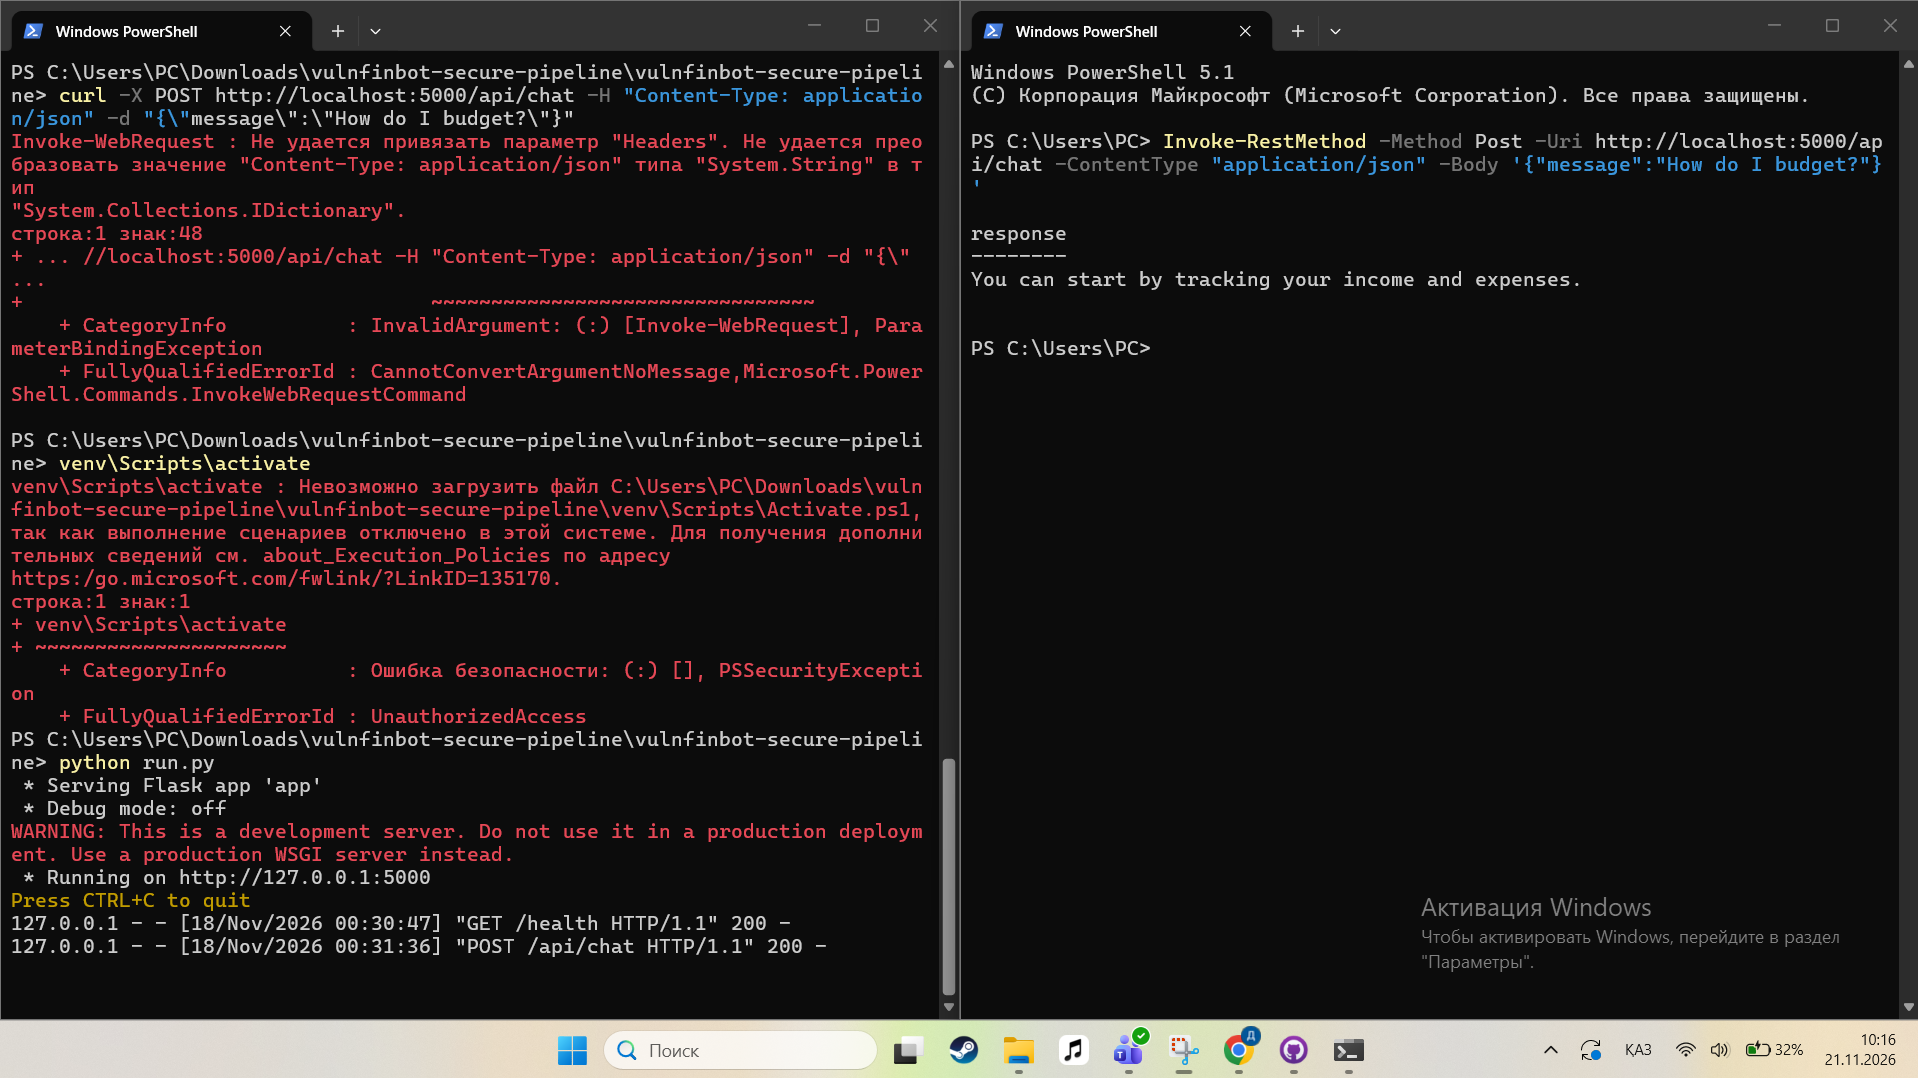 Windows PowerShell
PS C:\Users\PC\Downloads\vulnfinbot-secure-pipeline\vulnfinbot-secure-pipeli
ne> curl -X POST http://localhost:5000/api/chat -H "Content-Type: applicatio
n/json" -d "{\"message\":\"How do I budget?\"}"
Invoke-WebRequest : Не удается привязать параметр "Headers". Не удается прео
бразовать значение "Content-Type: application/json" типа "System.String" в т
ип
"System.Collections.IDictionary".
строка:1 знак:48
+ ... //localhost:5000/api/chat -H "Content-Type: application/json" -d "{\"
...
+                                   ~~~~~~~~~~~~~~~~~~~~~~~~~~~~~~~~
    + CategoryInfo          : InvalidArgument: (:) [Invoke-WebRequest], Para
meterBindingException
    + FullyQualifiedErrorId : CannotConvertArgumentNoMessage,Microsoft.Power
Shell.Commands.InvokeWebRequestCommand
PS C:\Users\PC\Downloads\vulnfinbot-secure-pipeline\vulnfinbot-secure-pipeli
ne> venv\Scripts\activate
venv\Scripts\activate : Невозможно загрузить файл C:\Users\PC\Downloads\vuln
finbot-secure-pipeline\vulnfinbot-secure-pipeline\venv\Scripts\Activate.ps1,
так как выполнение сценариев отключено в этой системе. Для получения дополни
тельных сведений см. about_Execution_Policies по адресу
https:/go.microsoft.com/fwlink/?LinkID=135170.
строка:1 знак:1
+ venv\Scripts\activate
+ ~~~~~~~~~~~~~~~~~~~~~
    + CategoryInfo          : Ошибка безопасности: (:) [], PSSecurityExcepti
on
    + FullyQualifiedErrorId : UnauthorizedAccess
PS C:\Users\PC\Downloads\vulnfinbot-secure-pipeline\vulnfinbot-secure-pipeli
ne> python run.py
 * Serving Flask app 'app'
 * Debug mode: off
WARNING: This is a development server. Do not use it in a production deploym
ent. Use a production WSGI server instead.
 * Running on http://127.0.0.1:5000
Press CTRL+C to quit
127.0.0.1 - - [18/Nov/2026 00:30:47] "GET /health HTTP/1.1" 200 -
127.0.0.1 - - [18/Nov/2026 00:31:36] "POST /api/chat HTTP/1.1" 200 -
Windows PowerShell
Windows PowerShell 5.1
(C) Корпорация Майкрософт (Microsoft Corporation). Все права защищены.
PS C:\Users\PC> Invoke-RestMethod -Method Post -Uri http://localhost:5000/ap
i/chat -ContentType "application/json" -Body '{"message":"How do I budget?"}
'
response
--------
You can start by tracking your income and expenses.
PS C:\Users\PC>
Активация Windows
Чтобы активировать Windows, перейдите в раздел
"Параметры".
Поиск
Д
ҚАЗ
32%
10:16
21.11.2026